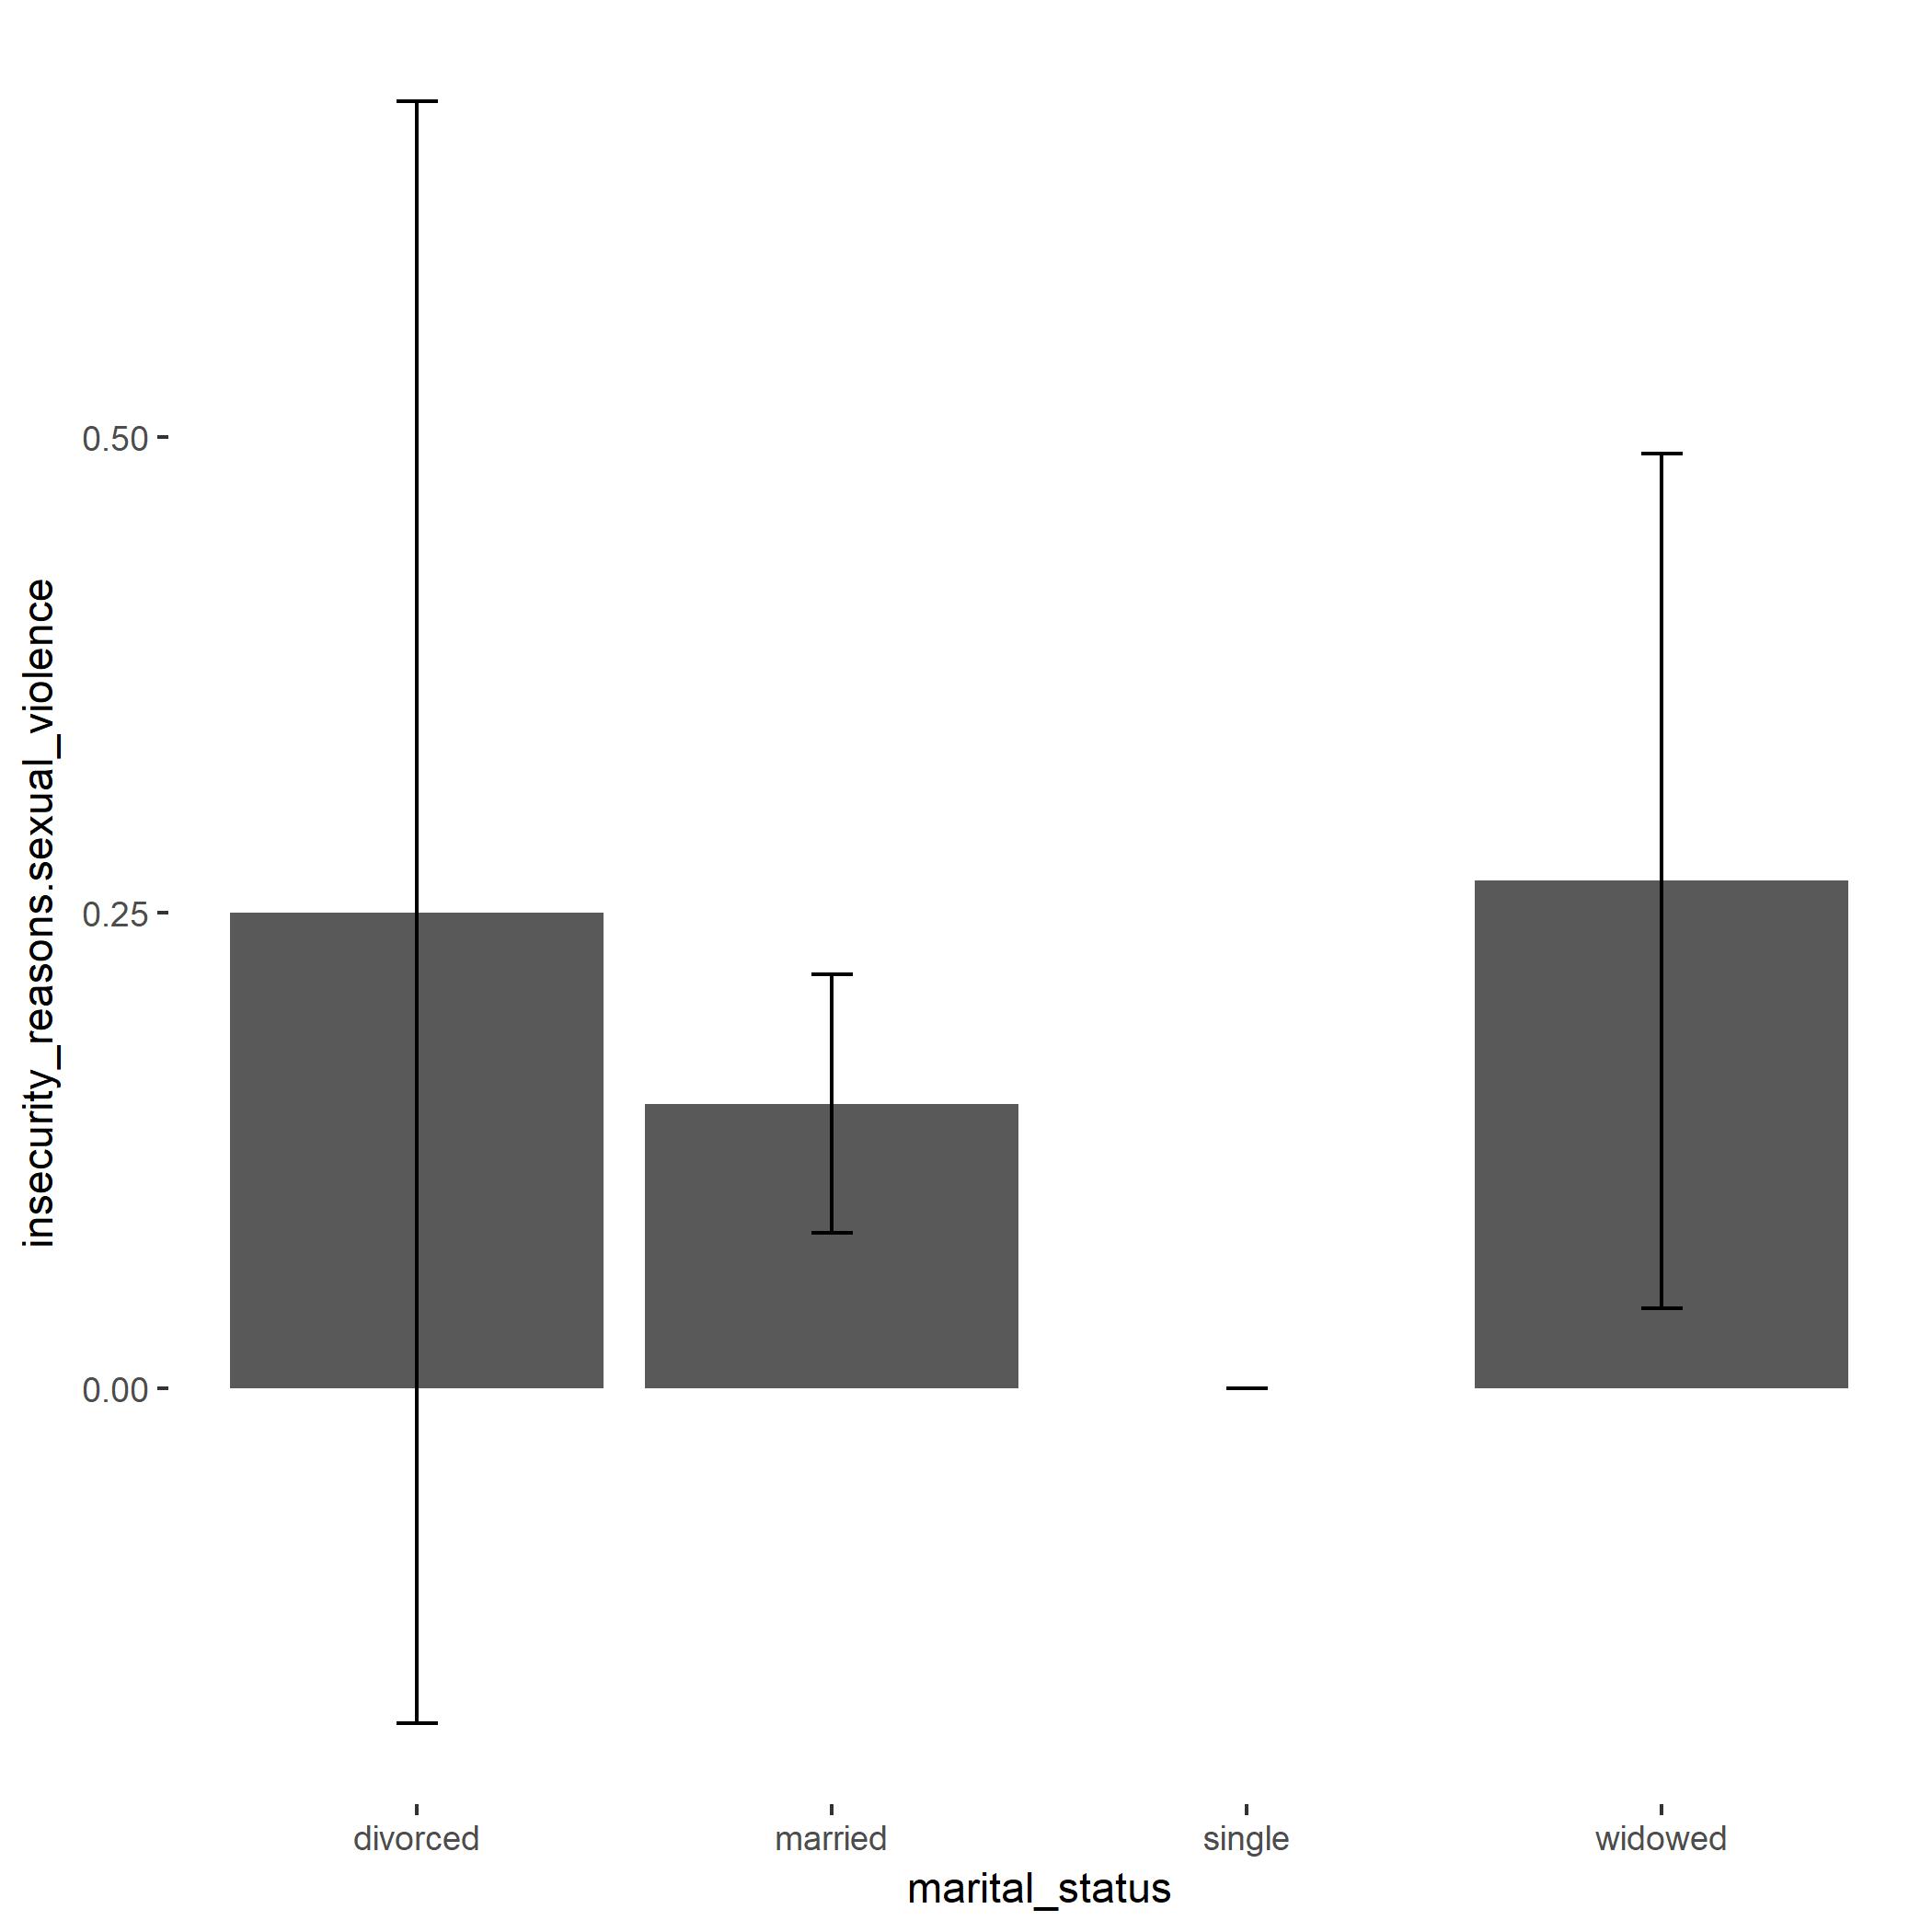 insecurity_reasons.sexual_violence
0.50
0.25
0.00
divorced married single widowed
marital_status